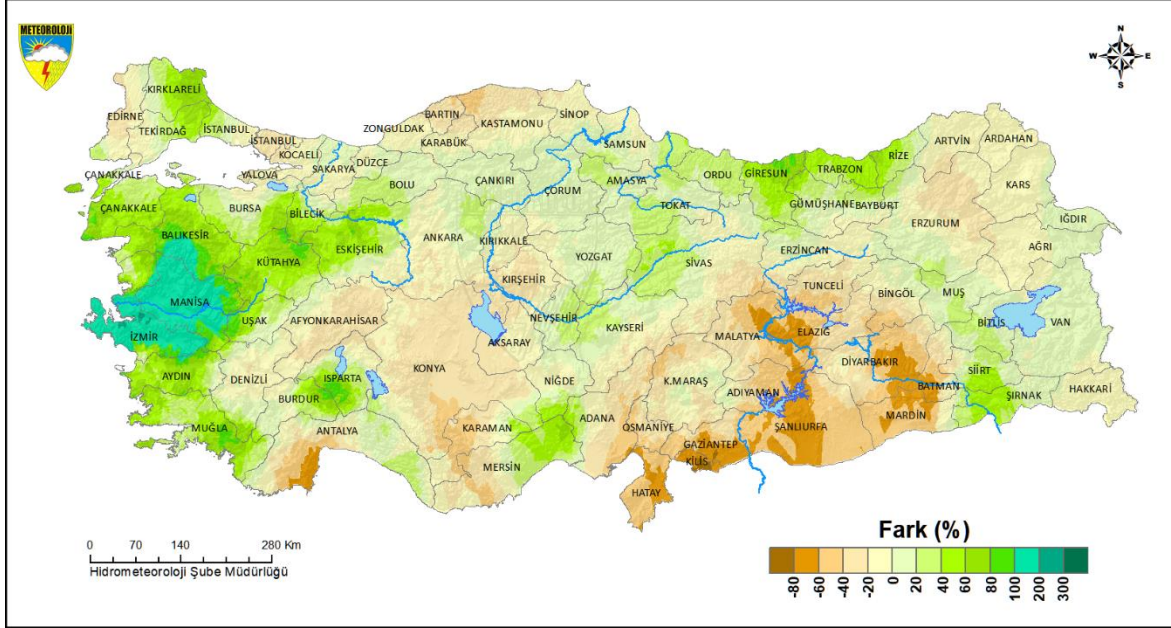 METEOROLOJİ
N
W E
S
KIRKLARELİ
EDİRNE
TEKİRDAĞ
İSTANBUL
İSTANBUL
KOCAELİ
YALOVA
SAKARYA
DÜZCE
ZONGULDAK
BARTIN
KARABÜK
KASTAMONU
SİNOP
SAMSUN
BOLU
ÇANKIRI
ÇORUM
AMASYA
TOKAT
ORDU
GİRESUN
TRABZON
RİZE
ARTVİN
ARDAHAN
KARS
GÜMÜŞHANE
BAYBURT
ERZURUM
IĞDIR
AĞRI
ÇANAKKALE
ÇANAKKALE
BALIKESİR
BURSA
BİLECİK
ESKİŞEHİR
KÜTAHYA
ANKARA
KIRIKKALE
KIRŞEHİR
YOZGAT
SİVAS
ERZİNCAN
TUNCELİ
BİNGÖL
MUŞ
BİTLİS
VAN
MANİSA
İZMİR
UŞAK
AFYONKARAHİSAR
KONYA
AKSARAY
NEVŞEHİR
KAYSERİ
NİĞDE
MALATYA
ELAZIĞ
DİYARBAKIR
BATMAN
SİİRT
ŞIRNAK
HAKKARİ
AYDIN
DENİZLİ
BURDUR
ISPARTA
MUĞLA
ANTALYA
KARAMAN
MERSİN
ADANA
K.MARAŞ
OSMANİYE
ADIYAMAN
GAZİANTEP
KİLİS
ŞANLIURFA
MARDİN
HATAY
0 70 140 280 Km
Hidrometeoroloji Şube Müdürlüğü
Fark (%)
-80 -60 -40 -20 0 20 40 60 80 100 200 300